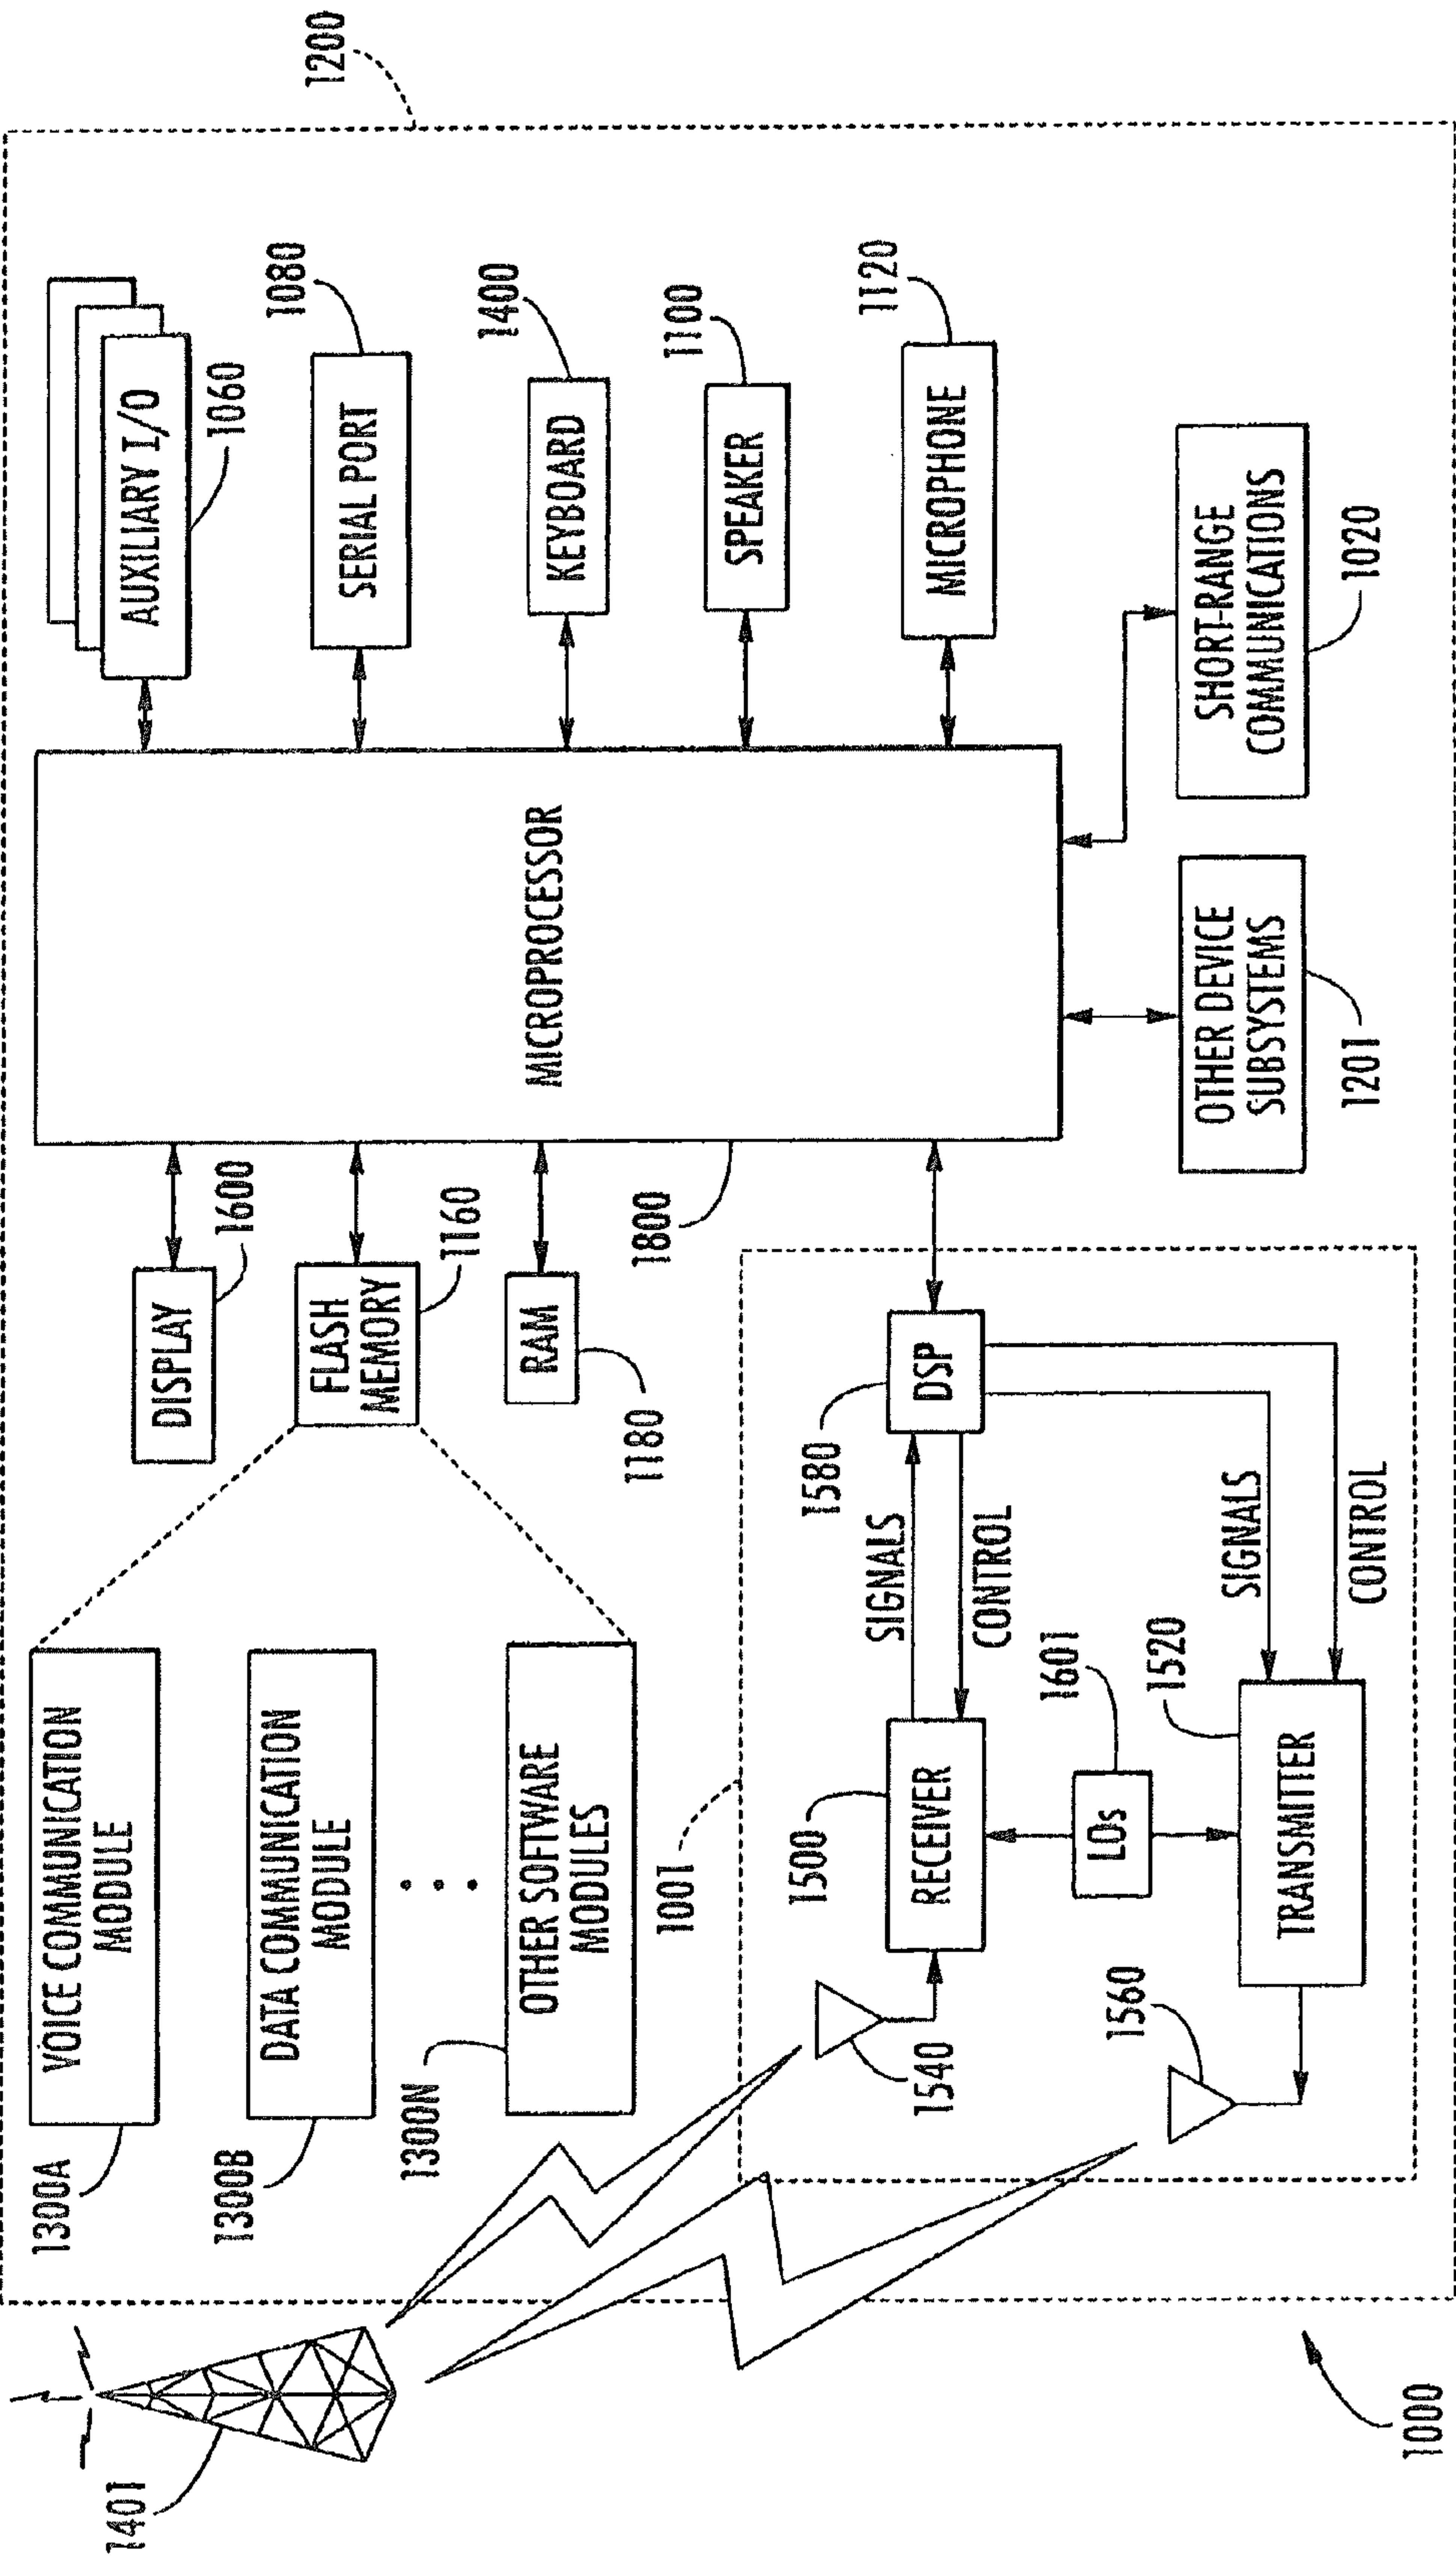 1200
AUXILIARY I/O
1060
SERIAL PORT
1080
KEYBOARD
1400
SPEAKER
1100
MICROPHONE
1120
SHORT-RANGE
COMMUNICATIONS
1020
MICROPROCESSOR
1800
OTHER DEVICE
SUBSYSTEMS
1201
DISPLAY
1600
FLASH
MEMORY
1160
RAM
1180
VOICE COMMUNICATION
MODULE
1300A
DATA COMMUNICATION
MODULE
1300B
OTHER SOFTWARE
MODULES
1300N
1001
DSP
1580
SIGNALS
CONTROL
RECEIVER
1500
1540
LOs
1601
SIGNALS
CONTROL
TRANSMITTER
1520
1560
1401
1000